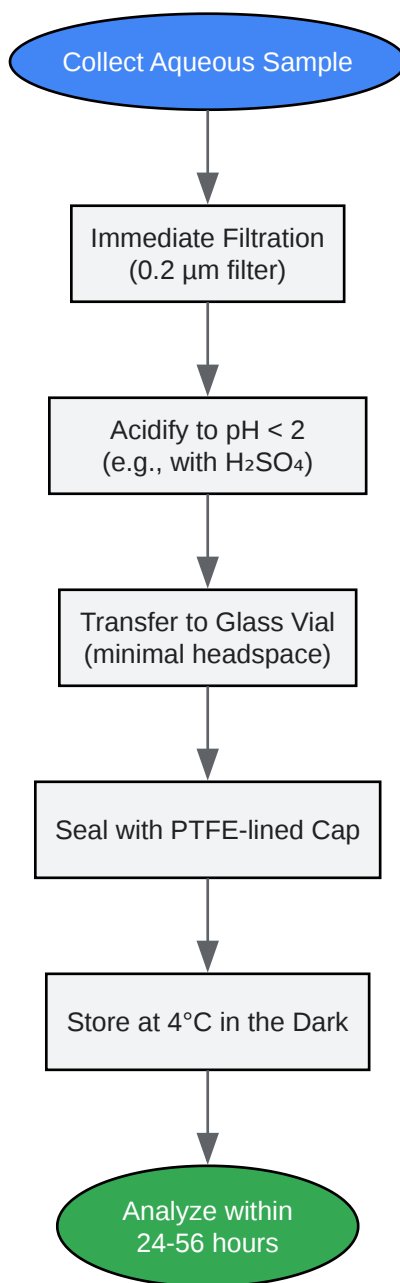 Collect Aqueous Sample
Immediate Filtration
(0.2 µm filter)
Acidify to pH < 2
(e.g., with H₂SO₄)
Transfer to Glass Vial
(minimal headspace)
Seal with PTFE-lined Cap
Store at 4°C in the Dark
Analyze within
24-56 hours